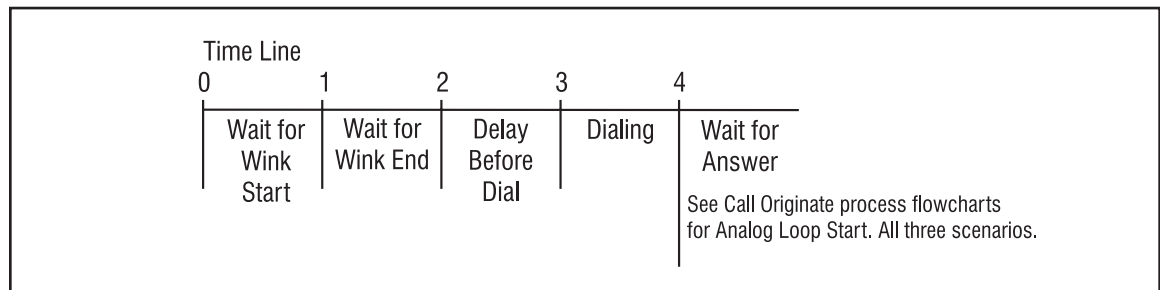 Time Line
0 1 2 3 4
Wait for Wink Start
Wait for Wink End
Delay Before Dial
Dialing
Wait for Answer
See Call Originate process flowcharts
for Analog Loop Start. All three scenarios.